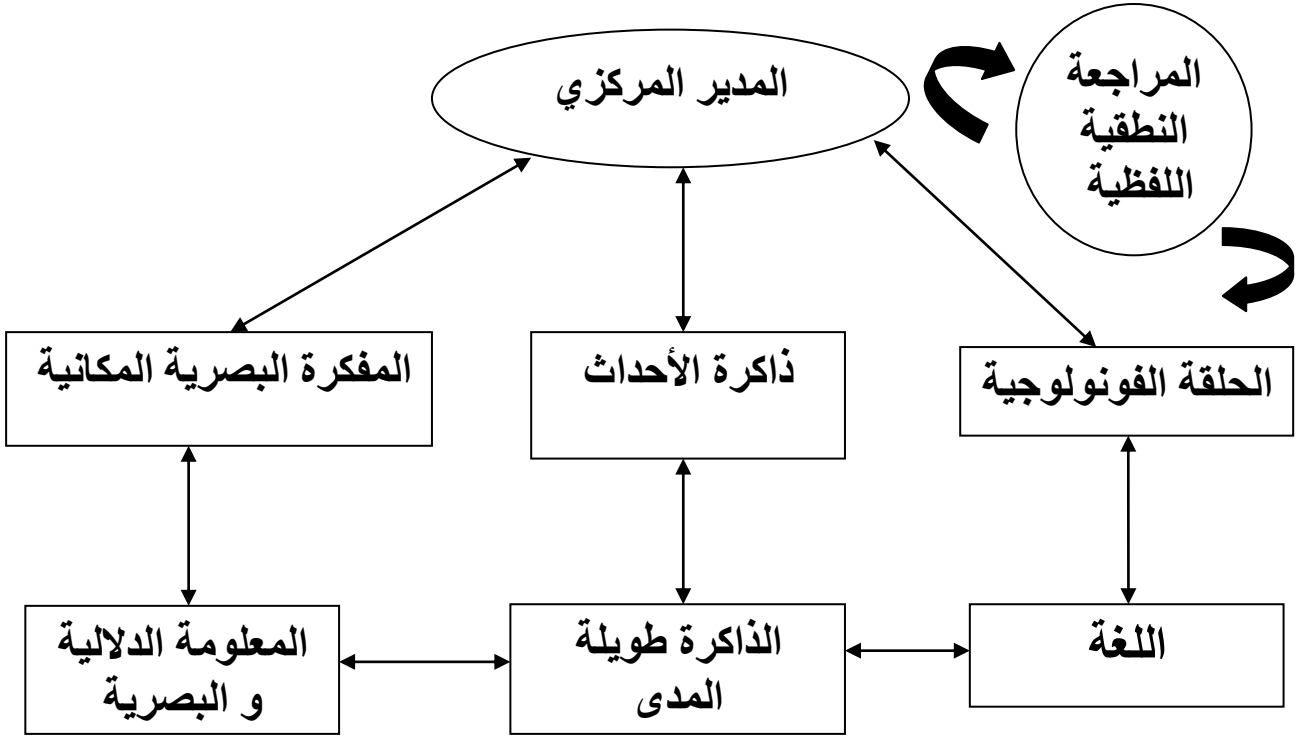 المدير المركزي
المراجعة
النطقية
اللفظية
الحلقة الفونولوجية
ذاكرة الأحداث
المفكرة البصرية المكانية
اللغة
الذاكرة طويلة
المدى
المعلومة الدلالية
و البصرية